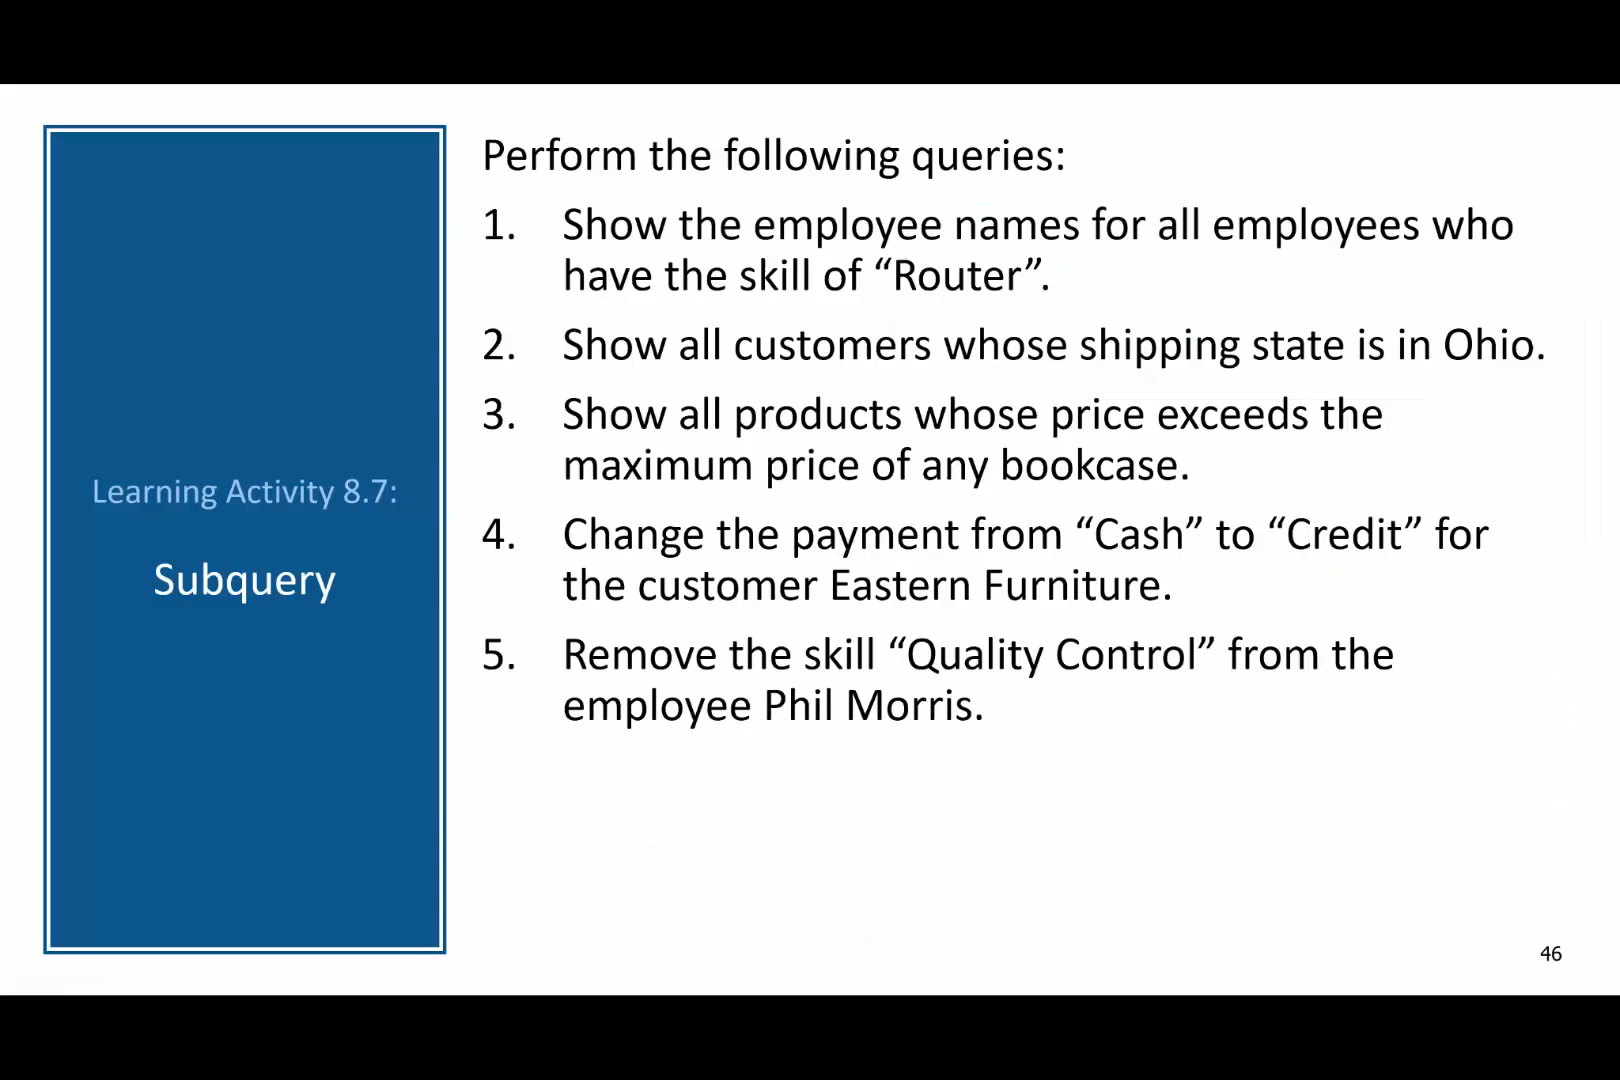 Learning Activity 8.7:
Subquery
Perform the following queries:
1. Show the employee names for all employees who
have the skill of “Router”.
2. Show all customers whose shipping state is in Ohio.
3. Show all products whose price exceeds the
maximum price of any bookcase.
4. Change the payment from “Cash” to “Credit” for
the customer Eastern Furniture.
5. Remove the skill “Quality Control” from the
employee Phil Morris.
46